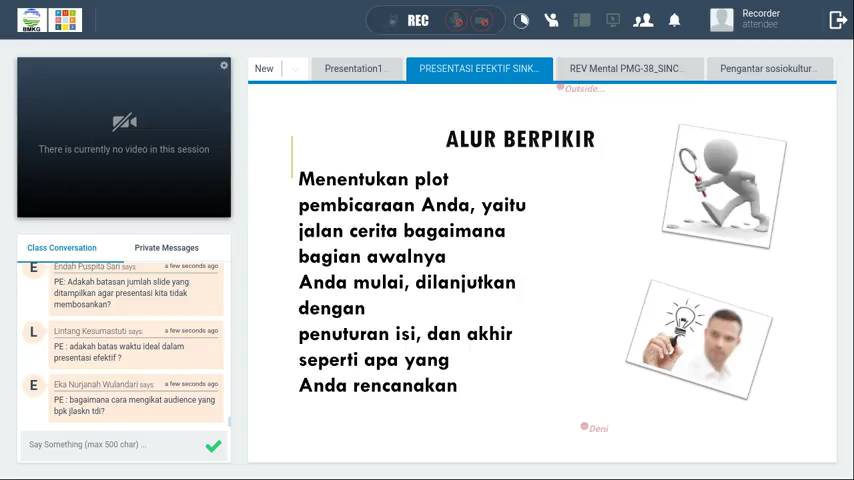 BMKG
REC
Recorder
attendee
New
Presentation1...
PRESENTASI EFEKTIF SINK...
REV Mental PMG-38_SINC...
Pengantar sosiokultur...
There is currently no video in this session
Outside...
ALUR BERPIKIR
Menentukan plot
pembicaraan Anda, yaitu
jalan cerita bagaimana
bagian awalnya
Anda mulai, dilanjutkan
dengan
penuturan isi, dan akhir
seperti apa yang
Anda rencanakan
Deni
Class Conversation
Private Messages
E
Endah Puspita Sari says:
a few seconds ago
PE: Adakah batasan jumlah slide yang
ditampilkan agar presentasi kita tidak
membosankan?
L
Lintang Kesumastuti says:
a few seconds ago
PE : adakah batas waktu ideal dalam
presentasi efektif ?
E
Eka Nurjanah Wulandari says:
a few seconds ago
PE : bagaimana cara mengikat audience yang
bpk jlaskn tdi?
Say Something (max 500 char) ...